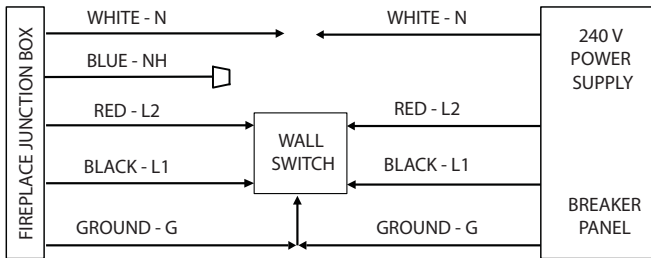 FIREPLACE JUNCTION BOX
WHITE - N
BLUE - NH
RED - L2
BLACK - L1
GROUND - G
WALL
SWITCH
WHITE - N
RED - L2
BLACK - L1
GROUND - G
240 V
POWER
SUPPLY
BREAKER
PANEL